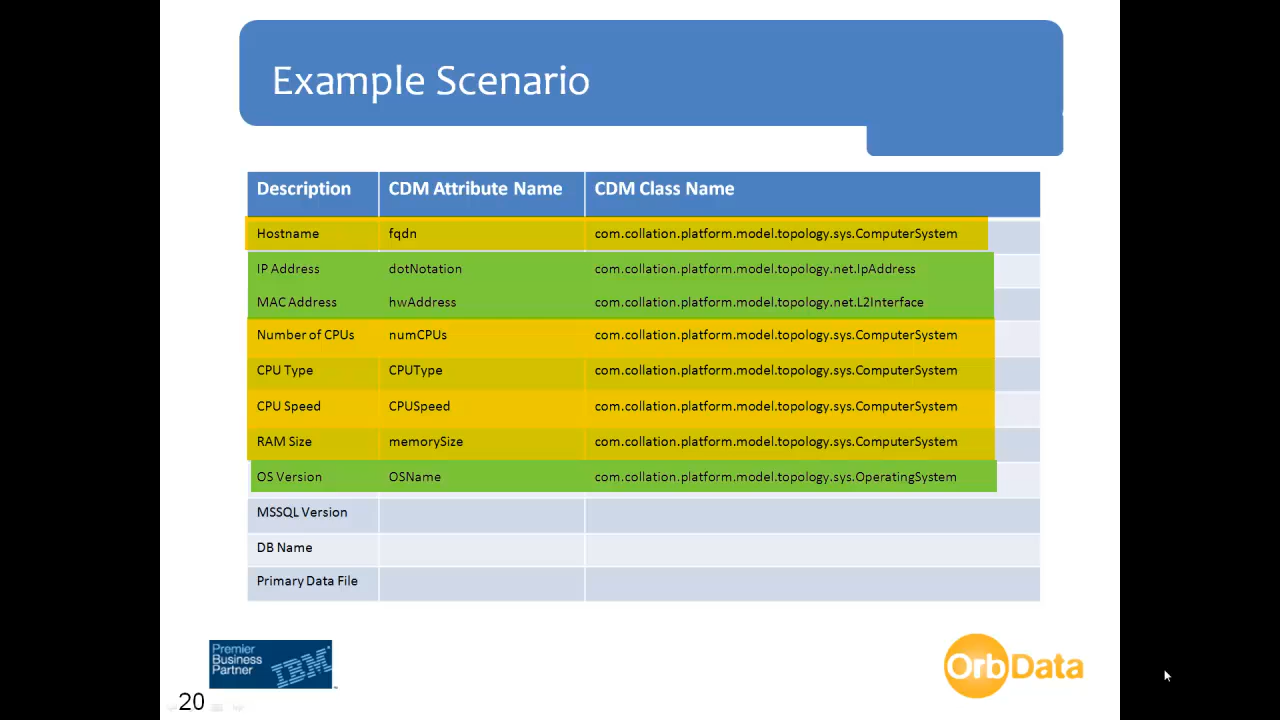 Example Scenario
Description CDM Attribute Name CDM Class Name
Hostname fqdn com.collation.platform.model.topology.sys.ComputerSystem
IP Address dotNotation com.collation.platform.model.topology.net.IpAddress
MAC Address hwAddress com.collation.platform.model.topology.net.L2Interface
Number of CPUs numCPUs com.collation.platform.model.topology.sys.ComputerSystem
CPU Type CPUType com.collation.platform.model.topology.sys.ComputerSystem
CPU Speed CPUSpeed com.collation.platform.model.topology.sys.ComputerSystem
RAM Size memorySize com.collation.platform.model.topology.sys.ComputerSystem
OS Version OSName com.collation.platform.model.topology.sys.OperatingSystem
MSSQL Version
DB Name
Primary Data File
Premier
Business
Partner
IBM
OrbData
20